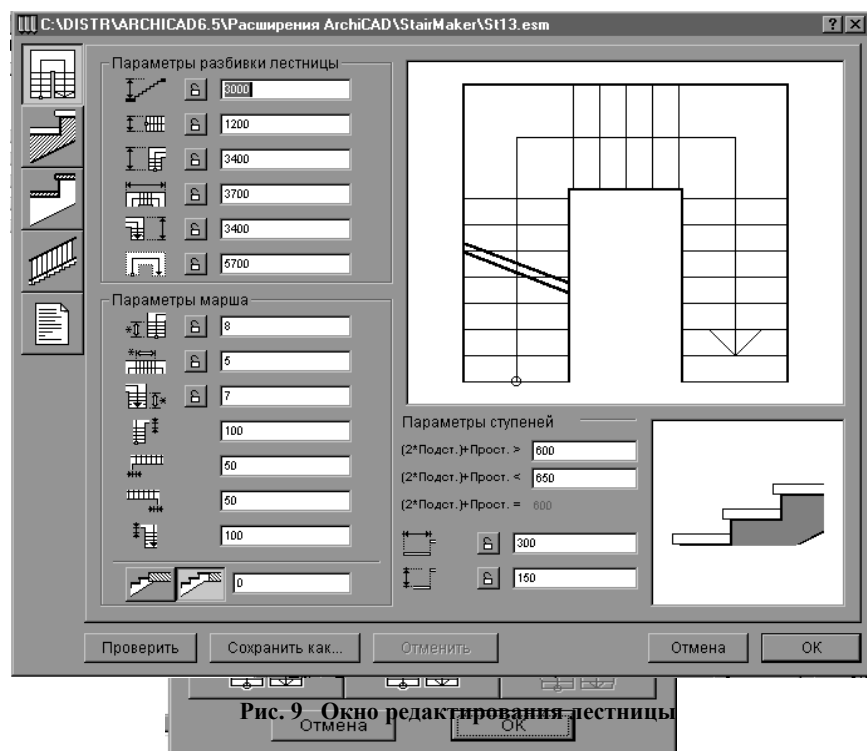 C:\DISTR\ARCHICAD6.5\Расширения ArchiCAD\StairMaker\St13.esm
Параметры разбивки лестницы
3000
1200
3400
3700
3400
5700
Параметры марша
8
5
7
100
50
50
100
0
Параметры ступеней
(2*Подст.)+Прост. > 600
(2*Подст.)+Прост. < 650
(2*Подст.)+Прост. = 600
300
150
Проверить Сохранить как... Отменить Отмена OK
Рис. 9 Окно редактирования лестницы
Отмена OK